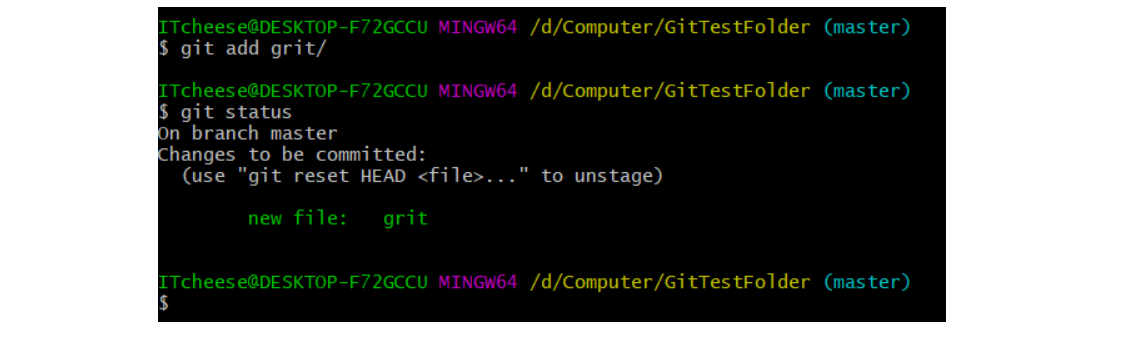 ITcheese@DESKTOP-F72GCCU MINGW64 /d/Computer/GitTestFolder (master)
$ git add grit/
ITcheese@DESKTOP-F72GCCU MINGW64 /d/Computer/GitTestFolder (master)
$ git status
On branch master
Changes to be committed:
(use "git reset HEAD <file>..." to unstage)
new file: grit
ITcheese@DESKTOP-F72GCCU MINGW64 /d/Computer/GitTestFolder (master)
$